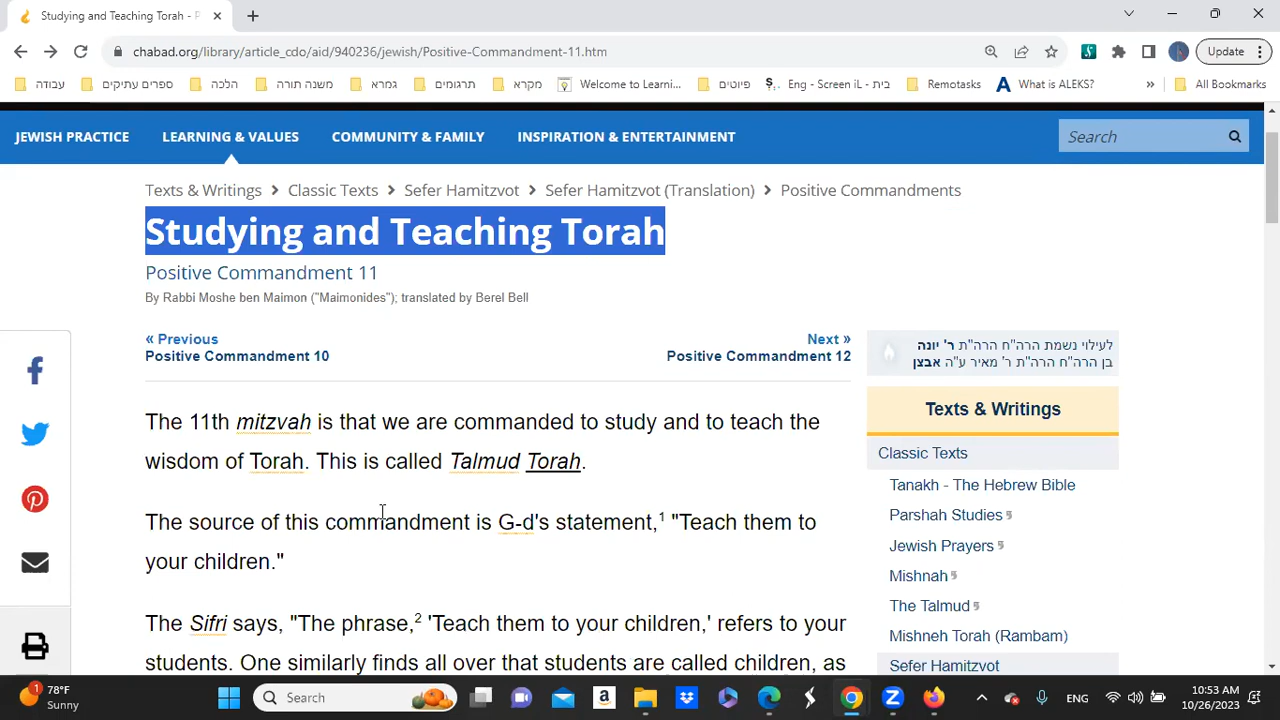 Studying and Teaching Torah - P
chabad.org/library/article_cdo/aid/940236/jewish/Positive-Commandment-11.htm
Update
עבודה
ספרים עתיקים
הלכה
משנה תורה
גמרא
תרגומים
מקרא
Welcome to Learni...
פיוטים
Eng - Screen iL - בית
Remotasks
What is ALEKS?
»
All Bookmarks
JEWISH PRACTICE
LEARNING & VALUES
COMMUNITY & FAMILY
INSPIRATION & ENTERTAINMENT
Search
Texts & Writings > Classic Texts > Sefer Hamitzvot > Sefer Hamitzvot (Translation) > Positive Commandments
Studying and Teaching Torah
Positive Commandment 11
By Rabbi Moshe ben Maimon ("Maimonides"); translated by Berel Bell
« Previous
Positive Commandment 10
Next »
Positive Commandment 12
The 11th mitzvah is that we are commanded to study and to teach the
wisdom of Torah. This is called Talmud Torah.
The source of this commandment is G-d's statement,1 "Teach them to
your children."
The Sifri says, "The phrase,2 'Teach them to your children,' refers to your
students. One similarly finds all over that students are called children, as
לעילוי נשמת הרה"ח הרה"ת ר' יונה
בן הרה"ח הרה"ת ר' מאיר ע"ה אבצן
Texts & Writings
Classic Texts
Tanakh - The Hebrew Bible
Parshah Studies
Jewish Prayers
Mishnah
The Talmud
Mishneh Torah (Rambam)
Sefer Hamitzvot
1
78°F
Sunny
Search
ENG
10:53 AM
10/26/2023